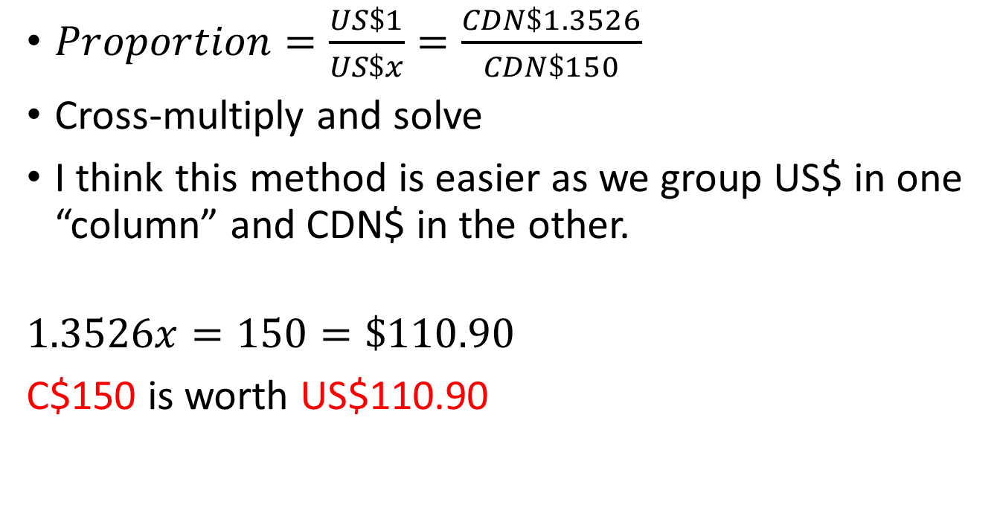 • Proportion = US$1/US$x = CDN$1.3526/CDN$150
• Cross-multiply and solve
• I think this method is easier as we group US$ in one
“column” and CDN$ in the other.
1.3526x = 150 = $110.90
C$150 is worth US$110.90